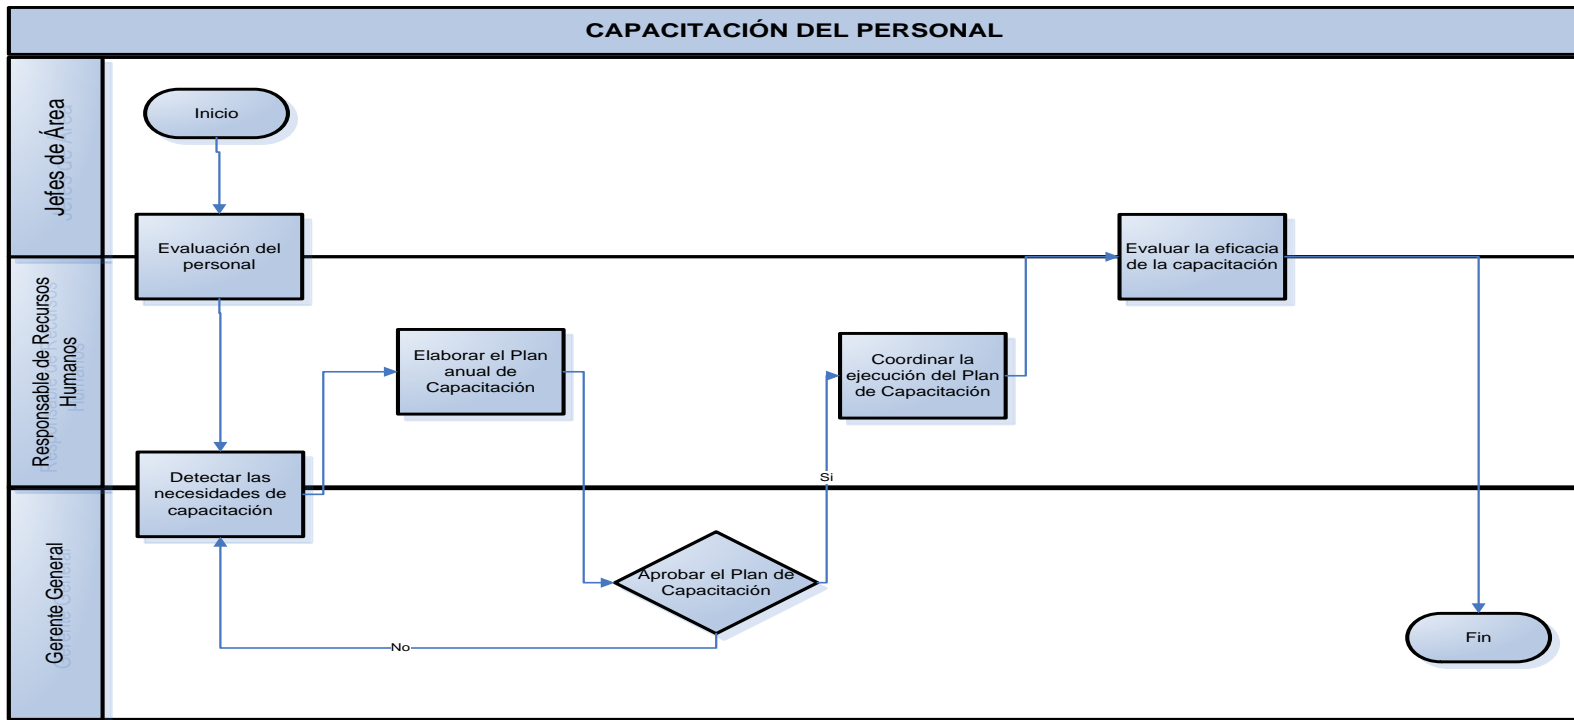 CAPACITACIÓN DEL PERSONAL
Jefes de Área
Inicio
Evaluación del
personal
Evaluar la eficacia
de la capacitación
Responsable de Recursos
Humanos
Elaborar el Plan
anual de
Capacitación
Coordinar la
ejecución del Plan
de Capacitación
Detectar las
necesidades de
capacitación
Si
Gerente General
Aprobar el Plan de
Capacitación
No
Fin